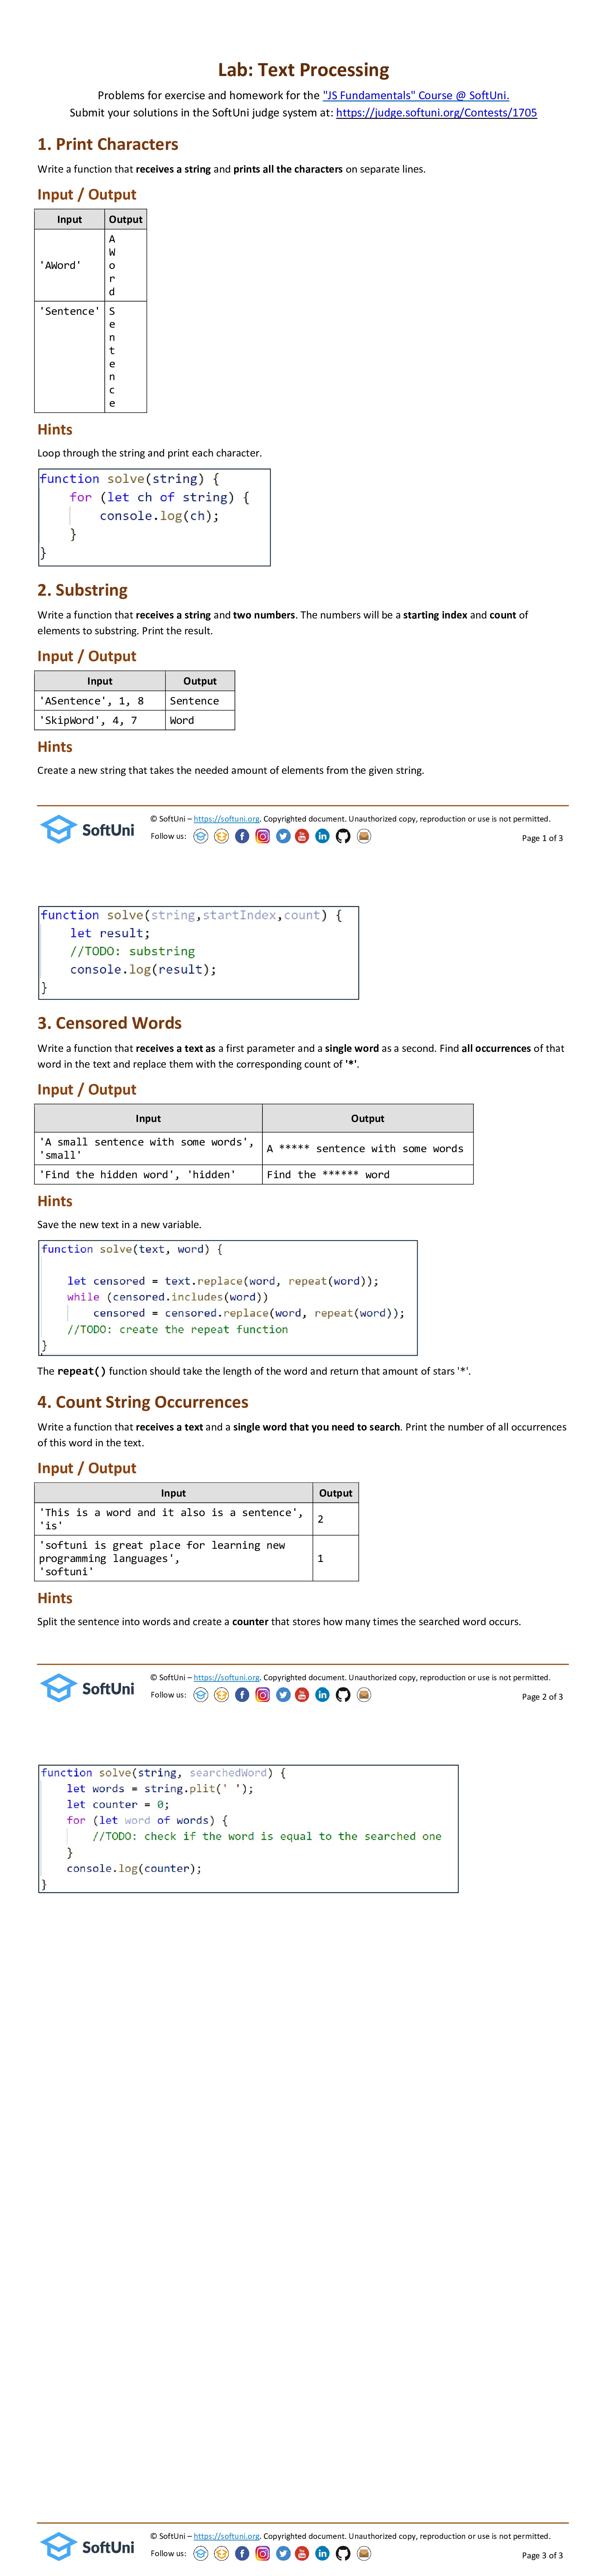 Lab: Text Processing
Problems for exercise and homework for the "JS Fundamentals" Course @ SoftUni.
Submit your solutions in the SoftUni judge system at: https://judge.softuni.org/Contests/1705
1. Print Characters
Write a function that receives a string and prints all the characters on separate lines.
Input / Output
Input Output
'AWord'
A
W
o
r
d
'Sentence'
S
e
n
t
e
n
c
e
Hints
Loop through the string and print each character.
function solve(string) {
for (let ch of string) {
console.log(ch);
}
}
2. Substring
Write a function that receives a string and two numbers. The numbers will be a starting index and count of
elements to substring. Print the result.
Input / Output
Input Output
'ASentence', 1, 8 Sentence
'SkipWord', 4, 7 Word
Hints
Create a new string that takes the needed amount of elements from the given string.
SoftUni
© SoftUni – https://softuni.org. Copyrighted document. Unauthorized copy, reproduction or use is not permitted.
Follow us:
Page 1 of 3
function solve(string,startIndex,count) {
let result;
//TODO: substring
console.log(result);
}
3. Censored Words
Write a function that receives a text as a first parameter and a single word as a second. Find all occurrences of that
word in the text and replace them with the corresponding count of '*'.
Input / Output
Input Output
'A small sentence with some words',
'small'
A ***** sentence with some words
'Find the hidden word', 'hidden' Find the ****** word
Hints
Save the new text in a new variable.
function solve(text, word) {
let censored = text.replace(word, repeat(word));
while (censored.includes(word))
censored = censored.replace(word, repeat(word));
//TODO: create the repeat function
}
The repeat() function should take the length of the word and return that amount of stars '*'.
4. Count String Occurrences
Write a function that receives a text and a single word that you need to search. Print the number of all occurrences
of this word in the text.
Input / Output
Input Output
'This is a word and it also is a sentence',
'is'
2
'softuni is great place for learning new
programming languages',
'softuni'
1
Hints
Split the sentence into words and create a counter that stores how many times the searched word occurs.
SoftUni
© SoftUni – https://softuni.org. Copyrighted document. Unauthorized copy, reproduction or use is not permitted.
Follow us:
Page 2 of 3
function solve(string, searchedWord) {
let words = string.plit(' ');
let counter = 0;
for (let word of words) {
//TODO: check if the word is equal to the searched one
}
console.log(counter);
}
SoftUni
© SoftUni – https://softuni.org. Copyrighted document. Unauthorized copy, reproduction or use is not permitted.
Follow us:
Page 3 of 3